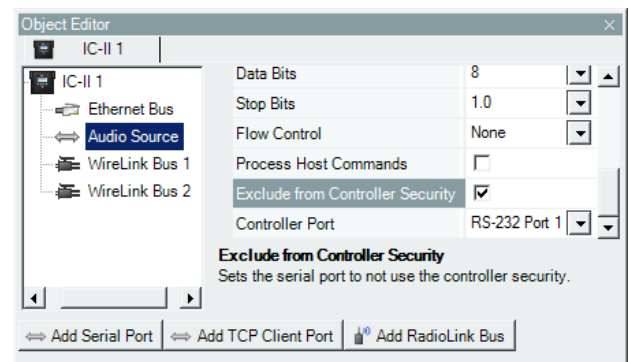 Object Editor
IC-II 1
IC-II 1
Ethernet Bus
Audio Source
WireLink Bus 1
WireLink Bus 2
Data Bits 8
Stop Bits 1.0
Flow Control None
Process Host Commands
Exclude from Controller Security
Controller Port RS-232 Port 1
Exclude from Controller Security
Sets the serial port to not use the controller security.
Add Serial Port Add TCP Client Port Add RadioLink Bus